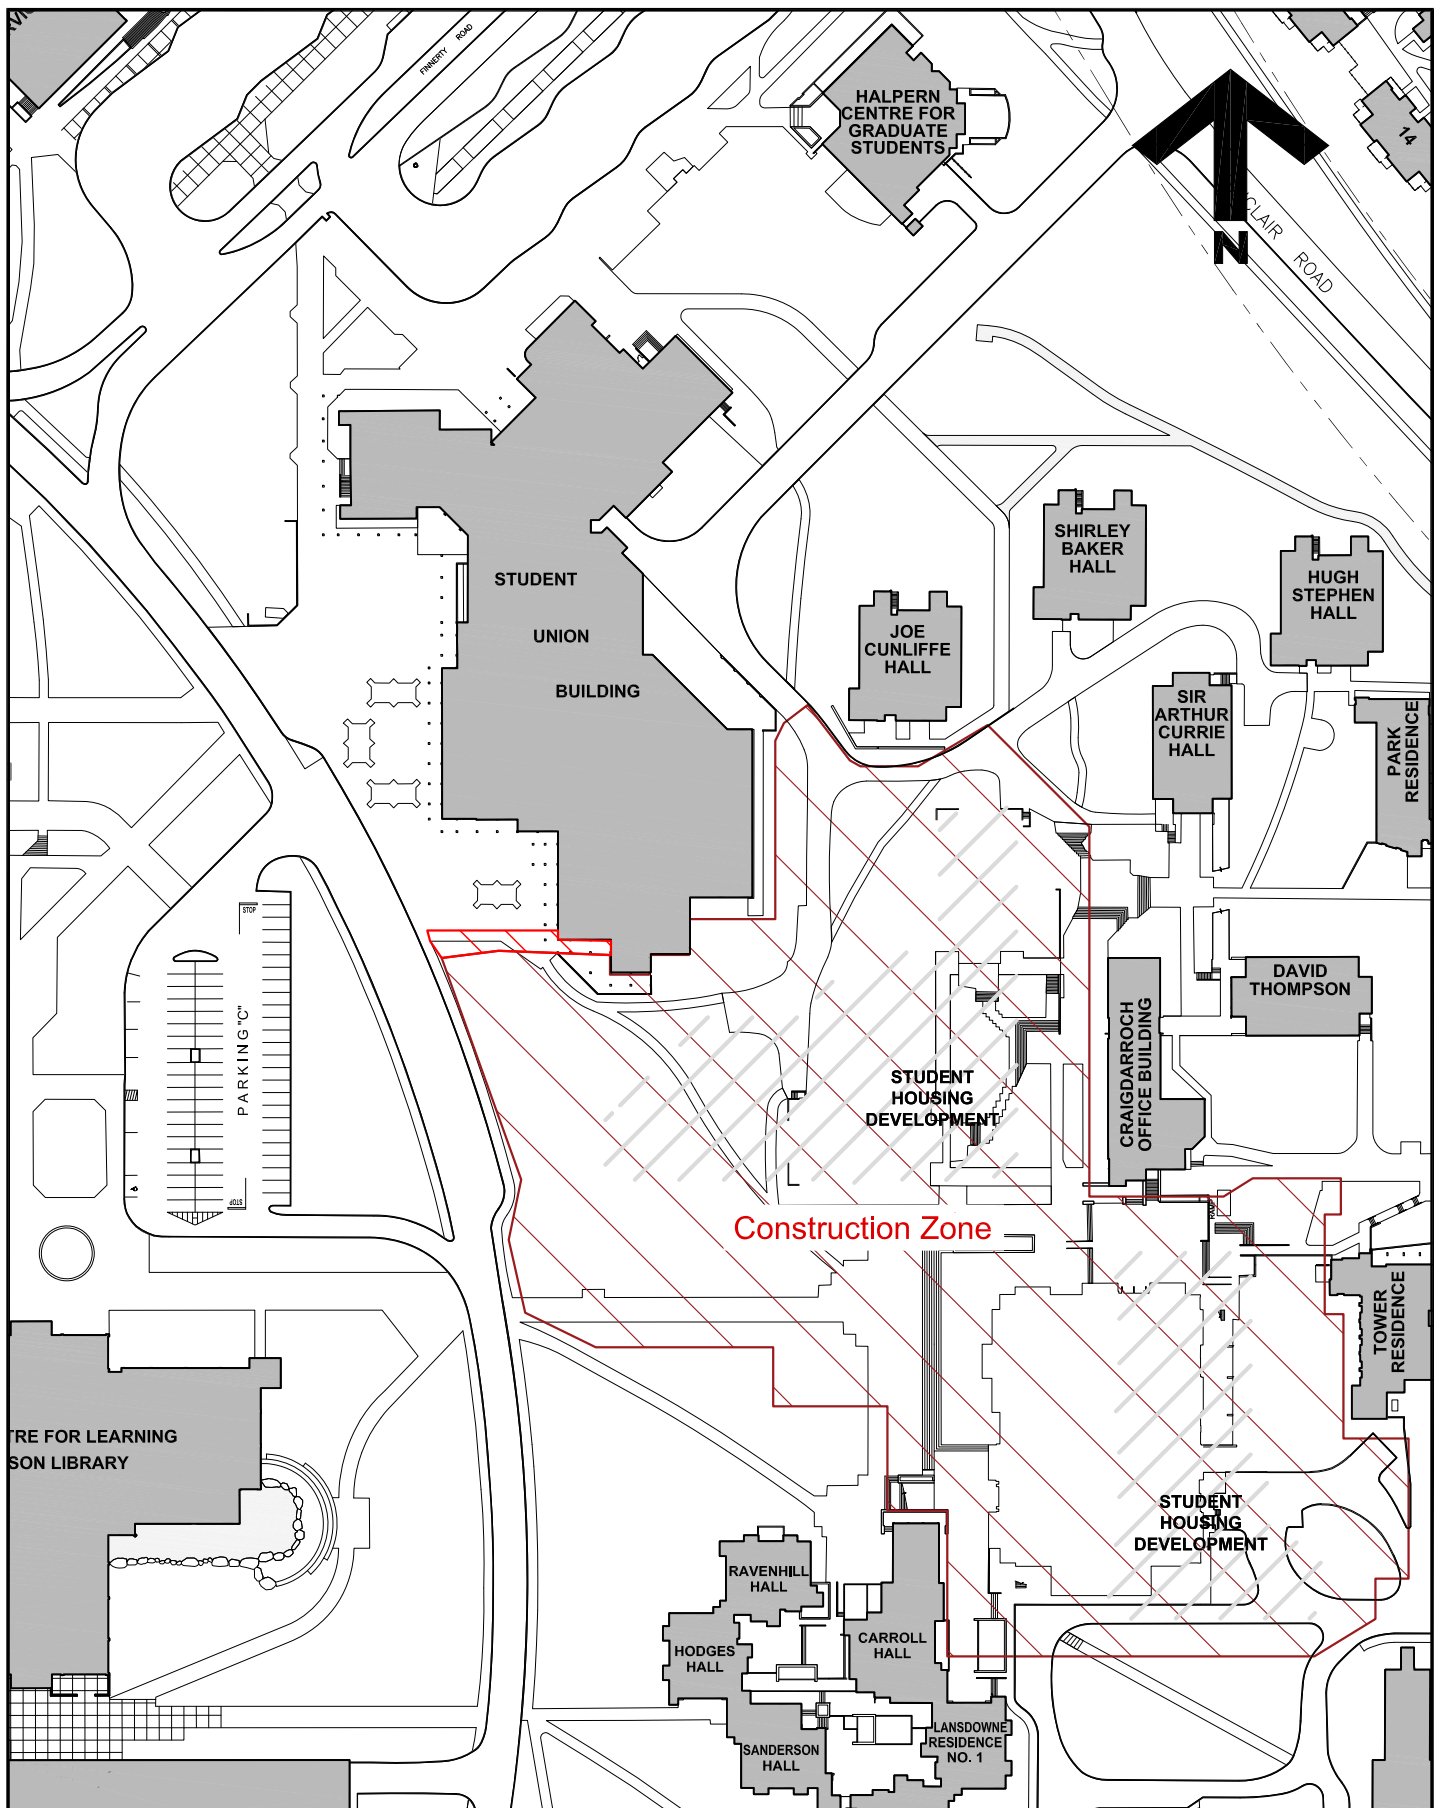 FINNERTY ROAD
HALPERN
CENTRE FOR
GRADUATE
STUDENTS
14
CLAIR ROAD
N
SHIRLEY
BAKER
HALL
HUGH
STEPHEN
HALL
STUDENT
UNION
BUILDING
JOE
CUNLIFFE
HALL
SIR
ARTHUR
CURRIE
HALL
PARK
RESIDENCE
STOP
PARKING "C"
STOP
DAVID
THOMPSON
CRAIGDARROCH
OFFICE BUILDING
STUDENT
HOUSING
DEVELOPMENT
Construction Zone
TOWER
RESIDENCE
TRE FOR LEARNING
SON LIBRARY
STUDENT
HOUSING
DEVELOPMENT
RAVENHILL
HALL
HODGES
HALL
CARROLL
HALL
SANDERSON
HALL
LANSDOWNE
RESIDENCE
NO. 1